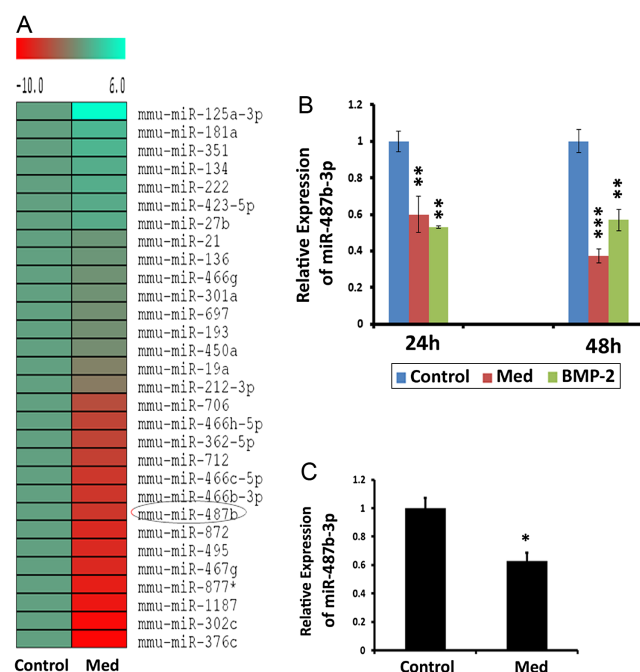 A
-10.0 6.0
mmu-miR-125a-3p
mmu-miR-181a
mmu-miR-351
mmu-miR-134
mmu-miR-222
mmu-miR-423-5p
mmu-miR-27b
mmu-miR-21
mmu-miR-136
mmu-miR-466g
mmu-miR-301a
mmu-miR-697
mmu-miR-193
mmu-miR-450a
mmu-miR-19a
mmu-miR-212-3p
mmu-miR-706
mmu-miR-466h-5p
mmu-miR-362-5p
mmu-miR-712
mmu-miR-466c-5p
mmu-miR-466b-3p
mmu-miR-487b
mmu-miR-872
mmu-miR-495
mmu-miR-467g
mmu-miR-877*
mmu-miR-1187
mmu-miR-302c
mmu-miR-376c
Control Med
B
Relative Expression
of miR-487b-3p
1.2
1
0.8
0.6
0.4
0.2
0
**
**
***
**
24h 48h
Control Med BMP-2
C
Relative Expression
of miR-487b-3p
1.2
1
0.8
0.6
0.4
0.2
0
*
Control Med